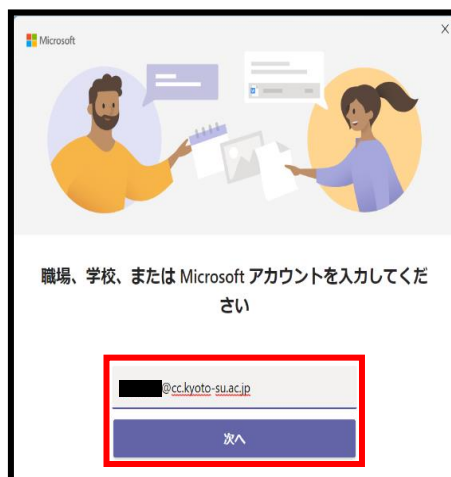 Microsoft
職場、学校、または Microsoft アカウントを入力してくだ
さい
@cc.kyoto-su.ac.jp
次へ